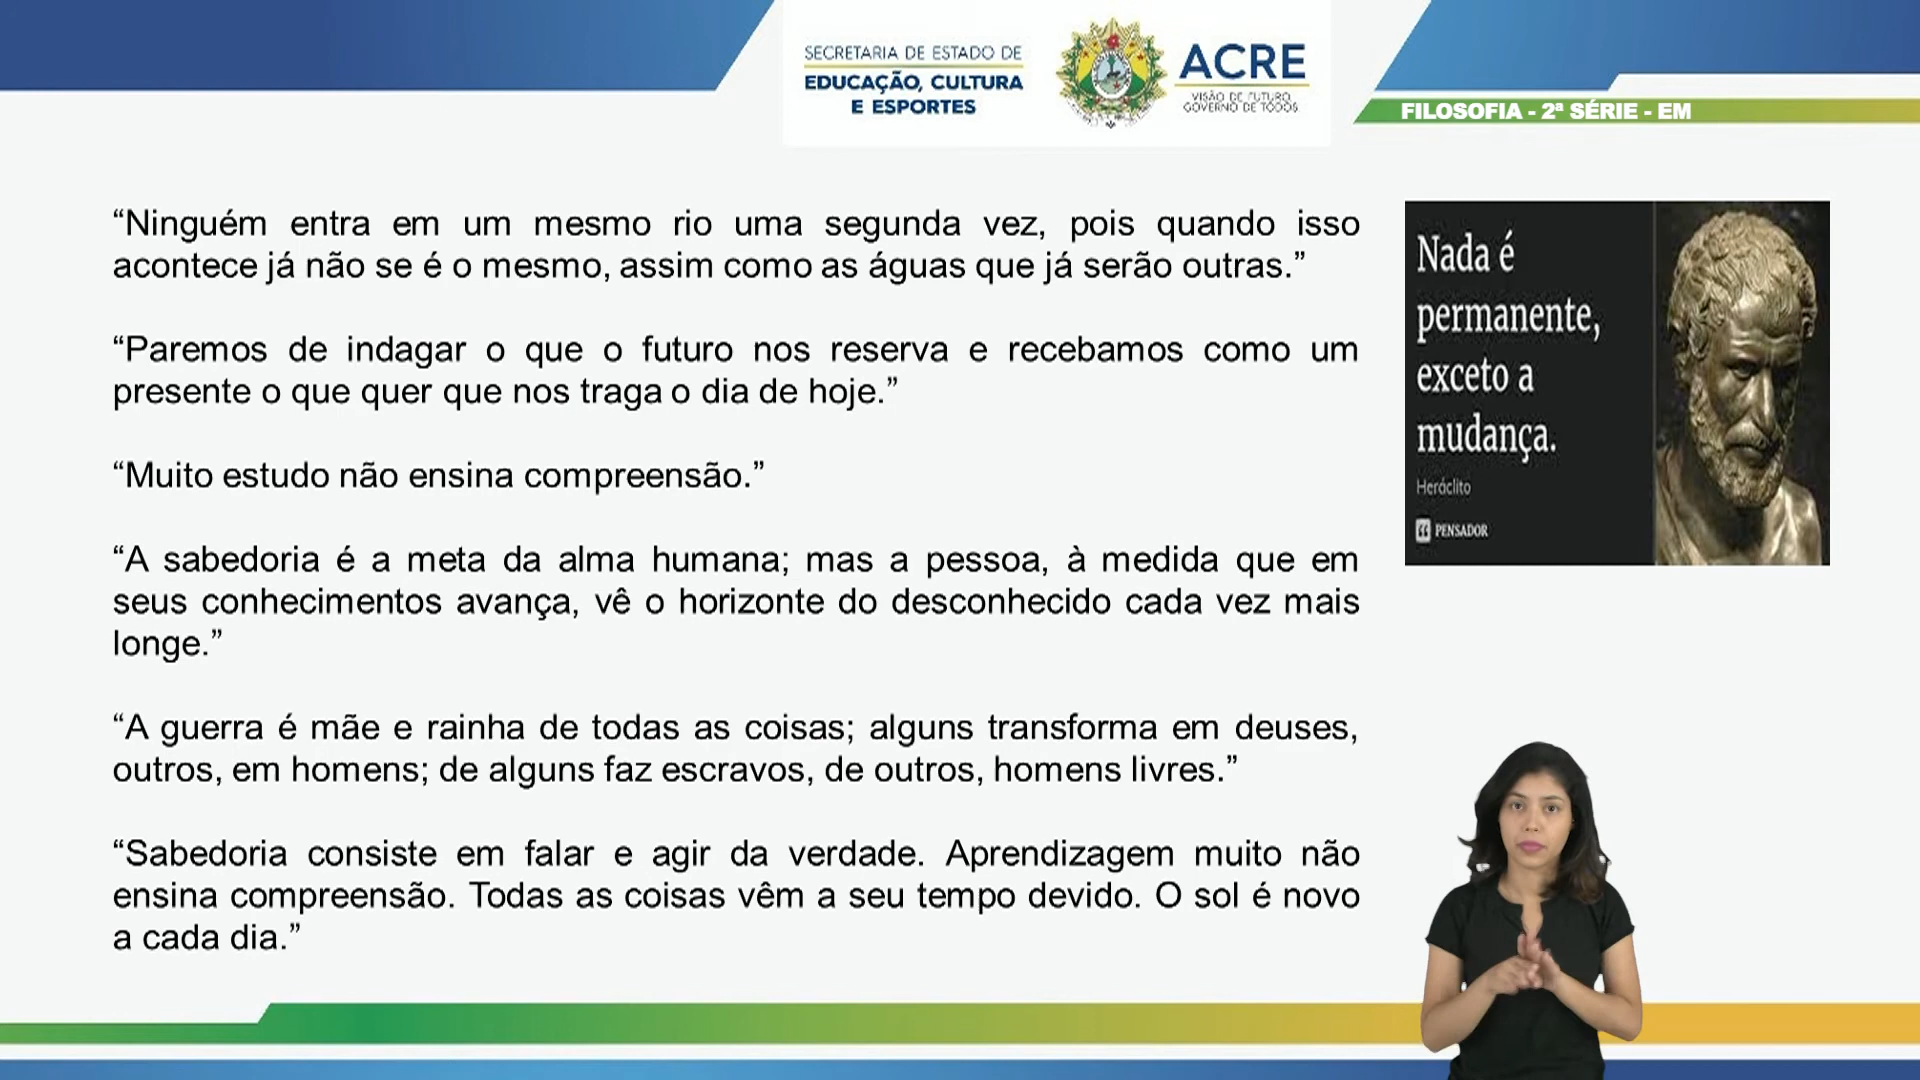 SECRETARIA DE ESTADO DE
EDUCAÇÃO, CULTURA
E ESPORTES
ACRE
VISÃO DE FUTURO,
GOVERNO DE TODOS
FILOSOFIA - 2ª SÉRIE - EM
“Ninguém entra em um mesmo rio uma segunda vez, pois quando isso
acontece já não se é o mesmo, assim como as águas que já serão outras.”
“Paremos de indagar o que o futuro nos reserva e recebamos como um
presente o que quer que nos traga o dia de hoje.”
“Muito estudo não ensina compreensão.”
“A sabedoria é a meta da alma humana; mas a pessoa, à medida que em
seus conhecimentos avança, vê o horizonte do desconhecido cada vez mais
longe.”
“A guerra é mãe e rainha de todas as coisas; alguns transforma em deuses,
outros, em homens; de alguns faz escravos, de outros, homens livres.”
“Sabedoria consiste em falar e agir da verdade. Aprendizagem muito não
ensina compreensão. Todas as coisas vêm a seu tempo devido. O sol é novo
a cada dia.”
Nada é
permanente,
exceto a
mudança.
Heráclito
PENSADOR